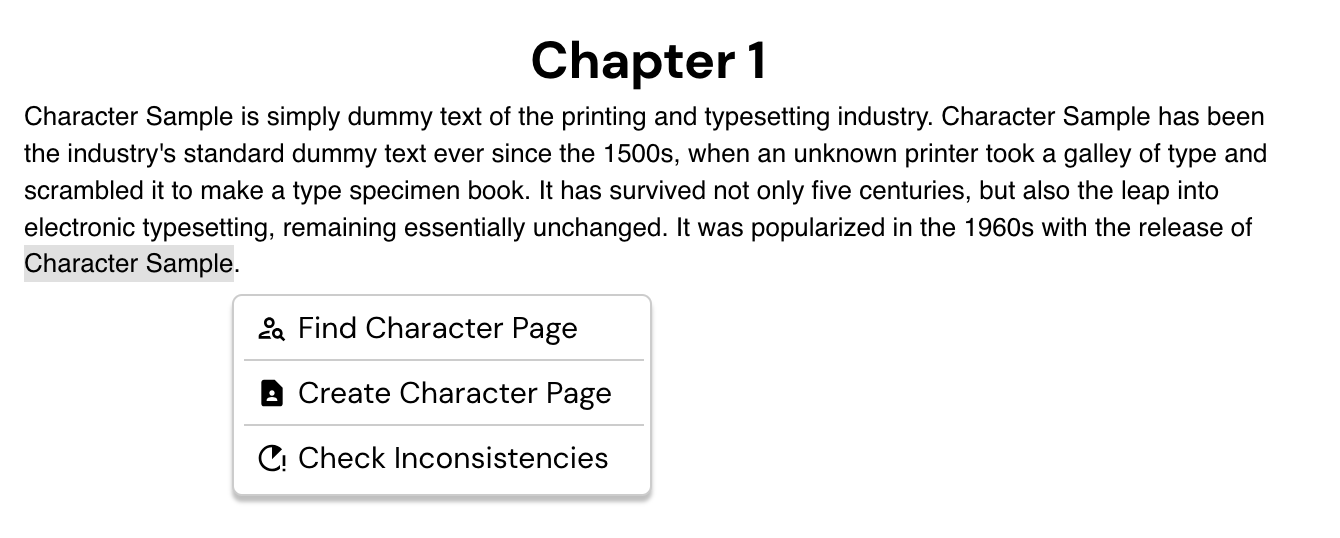 Chapter 1
Character Sample is simply dummy text of the printing and typesetting industry. Character Sample has been
the industry's standard dummy text ever since the 1500s, when an unknown printer took a galley of type and
scrambled it to make a type specimen book. It has survived not only five centuries, but also the leap into
electronic typesetting, remaining essentially unchanged. It was popularized in the 1960s with the release of
Character Sample.
Find Character Page
Create Character Page
Check Inconsistencies